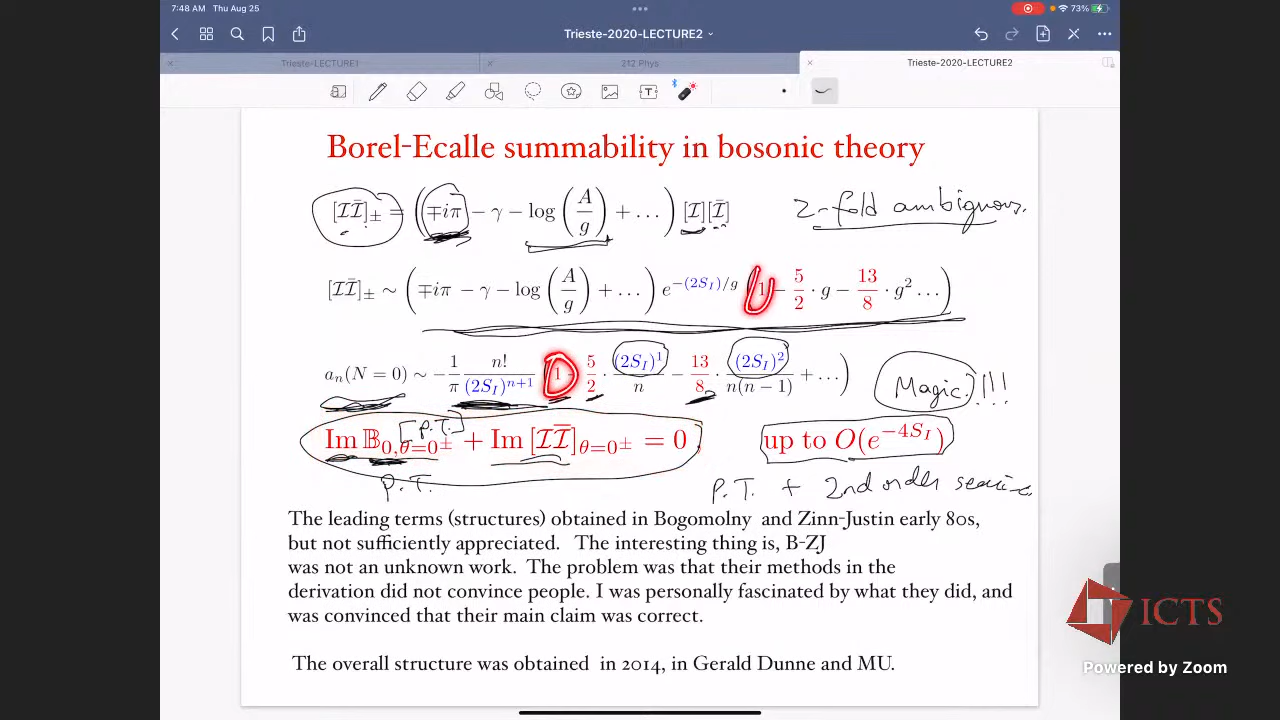 7:48 AM Thu Aug 25
73%
Trieste-2020-LECTURE2
Trieste-LECTURE1
212 Phys
Trieste-2020-LECTURE2
Borel-Ecalle summability in bosonic theory
[IĪ]± = (∓iπ − γ − log(A/g) + …) [I][Ī] 2-fold ambiguous.
[IĪ]± ∼ (∓iπ − γ − log(A/g) + …) e^{−(2S_I)/g} (1 − 5/2 · g − 13/8 · g² …)
a_n(N = 0) ∼ −1/π n!/(2S_I)^{n+1} (1 − 5/2 · (2S_I)^1/n − 13/8 · (2S_I)^2/(n(n−1)) + …) Magic!!!
[P.T.]
Im 𝔹_{0,θ=0±} + Im [IĪ]_{θ=0±} = 0, up to O(e^{−4S_I})
P.T. P.T. + 2nd order
The leading terms (structures) obtained in Bogomolny and Zinn-Justin early 80s,
but not sufficiently appreciated. The interesting thing is, B-ZJ
was not an unknown work. The problem was that their methods in the
derivation did not convince people. I was personally fascinated by what they did, and
was convinced that their main claim was correct.
The overall structure was obtained in 2014, in Gerald Dunne and MU.
ICTS
Powered by Zoom